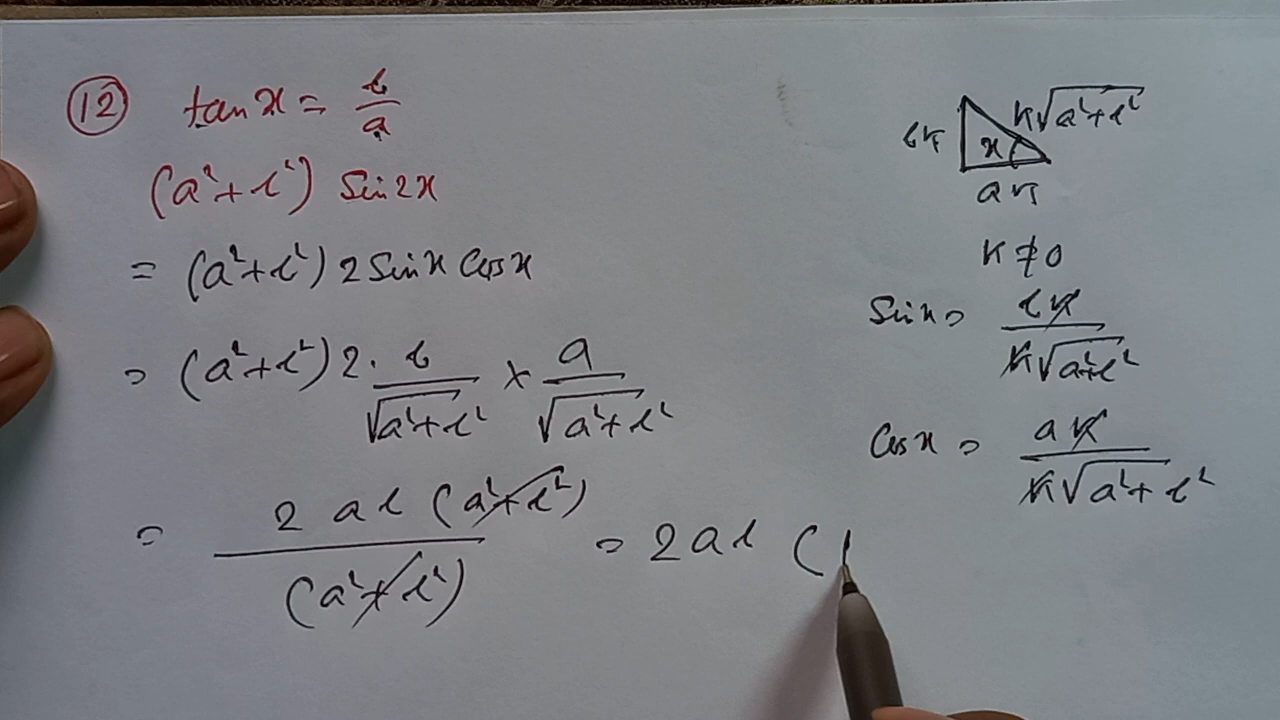 (12) tan x = b/a
(a²+b²) Sin 2x
= (a²+b²) 2 Sin x Cos x
= (a²+b²) 2 · b/√(a²+b²) × a/√(a²+b²)
= 2ab(a²+b²)/(a²+b²) = 2ab (
bk
x
k√(a²+b²)
ak
k ≠ 0
Sin x = bk/k√(a²+b²)
Cos x = ak/k√(a²+b²)